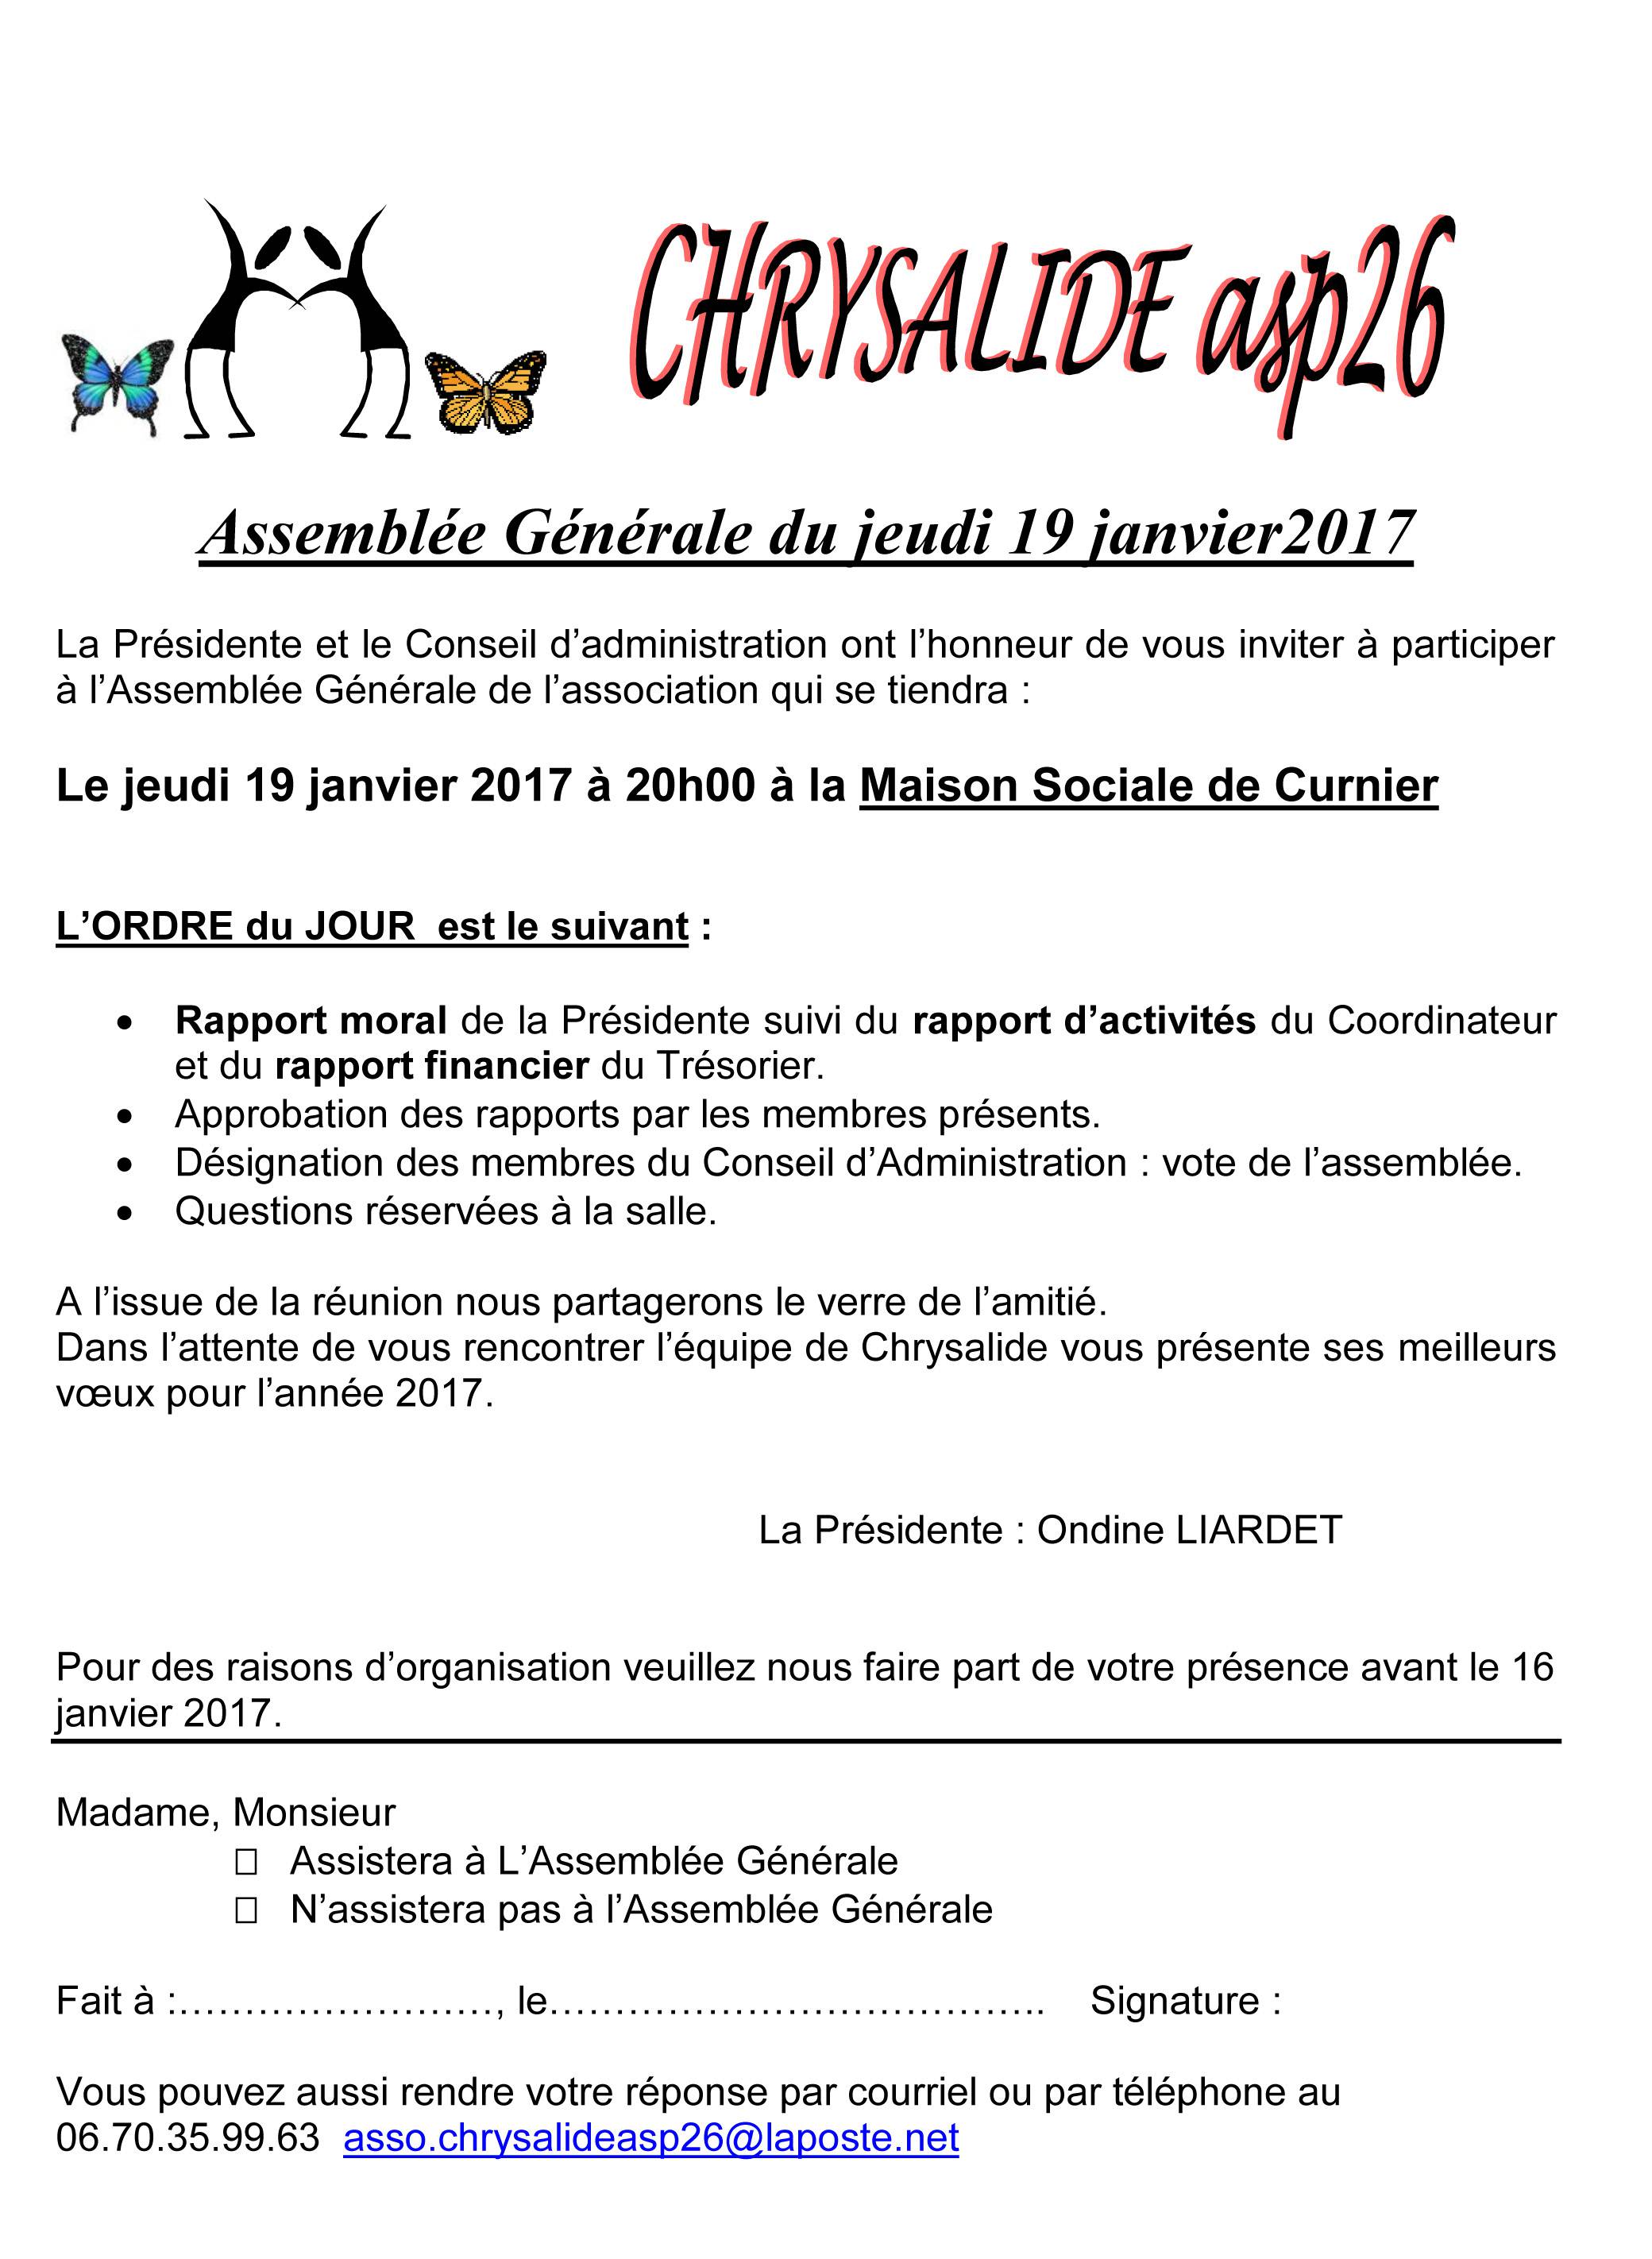 CHRYSALIDE asp26
Assemblée Générale du jeudi 19 janvier2017
La Présidente et le Conseil d’administration ont l’honneur de vous inviter à participer
à l’Assemblée Générale de l’association qui se tiendra :
Le jeudi 19 janvier 2017 à 20h00 à la Maison Sociale de Curnier
L’ORDRE du JOUR  est le suivant :
• Rapport moral de la Présidente suivi du rapport d’activités du Coordinateur
et du rapport financier du Trésorier.
• Approbation des rapports par les membres présents.
• Désignation des membres du Conseil d’Administration : vote de l’assemblée.
• Questions réservées à la salle.
A l’issue de la réunion nous partagerons le verre de l’amitié.
Dans l’attente de vous rencontrer l’équipe de Chrysalide vous présente ses meilleurs
vœux pour l’année 2017.
La Présidente : Ondine LIARDET
Pour des raisons d’organisation veuillez nous faire part de votre présence avant le 16
janvier 2017.
Madame, Monsieur
□ Assistera à L’Assemblée Générale
□ N’assistera pas à l’Assemblée Générale
Fait à :……………………, le……………………………….. Signature :
Vous pouvez aussi rendre votre réponse par courriel ou par téléphone au
06.70.35.99.63  asso.chrysalideasp26@laposte.net